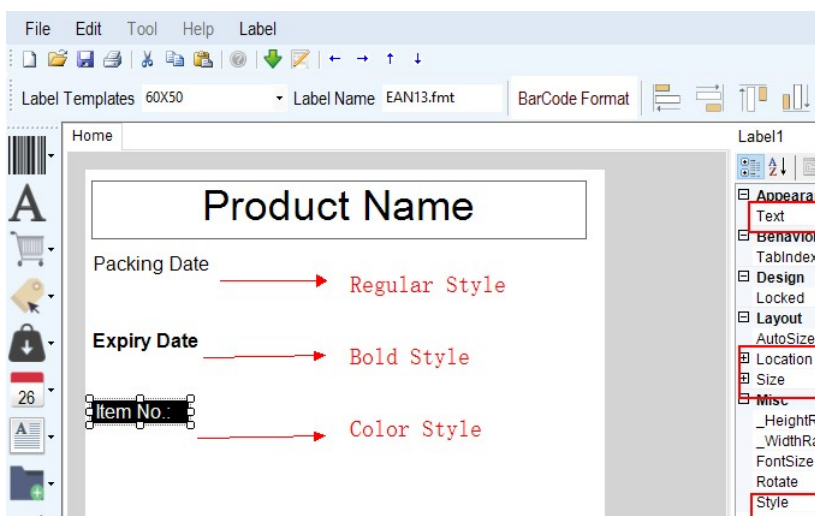 File Edit Tool Help Label
Label Templates 60X50 Label Name EAN13.fmt BarCode Format
Home
Label1
Product Name
Packing Date
Regular Style
Expiry Date
Bold Style
Item No.:
Color Style
A
26
A
Text
Design
Locked
Layout
AutoSize
Location
Size
Misc
FontSize
Rotate
Style